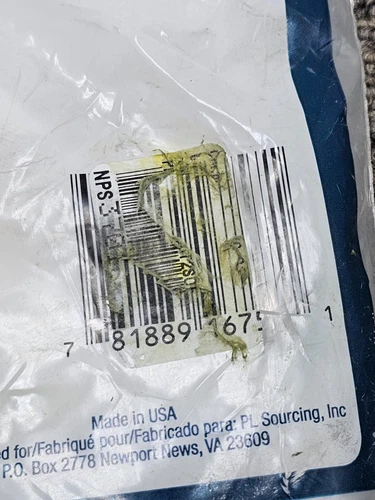 NPS
7 81889 1675 1
Made in USA
d for/Fabriqué pour/Fabricado para: PL Sourcing, Inc
P.O. Box 2778 Newport News, VA 23609